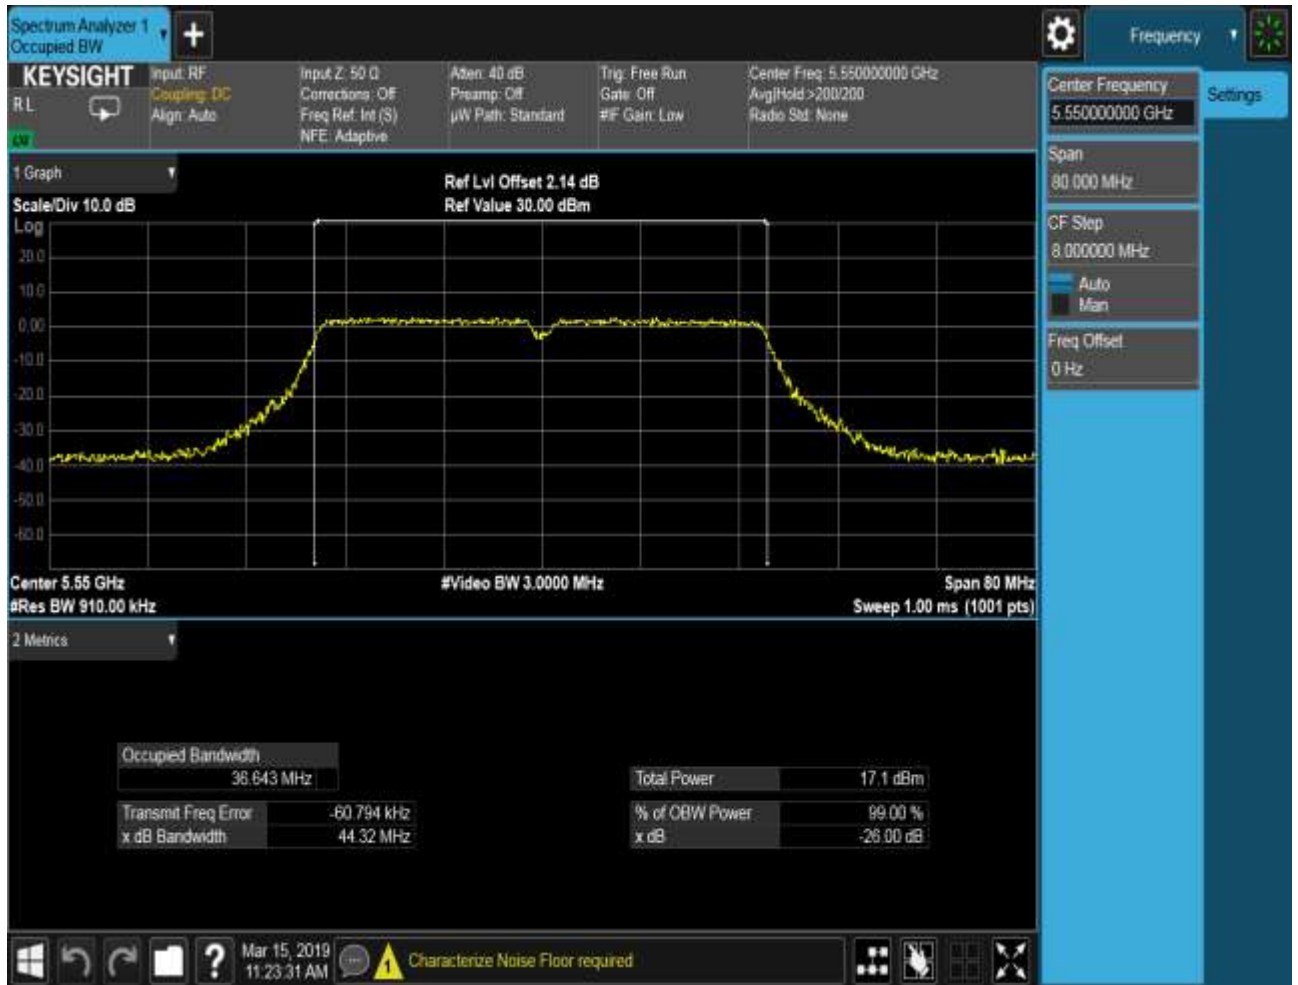 Spectrum Analyzer 1
Occupied BW
Frequency
KEYSIGHT
R L
Input: RF
Coupling: DC
Align: Auto
Input Z: 50 Ω
Corrections: Off
Freq Ref: Int (S)
NFE: Adaptive
Atten: 40 dB
Preamp: Off
µW Path: Standard
Trig: Free Run
Gate: Off
#IF Gain: Low
Center Freq: 5.550000000 GHz
Avg|Hold:>200/200
Radio Std: None
Center Frequency
5.550000000 GHz
Settings
Span
80.000 MHz
CF Step
8.000000 MHz
Auto
Man
Freq Offset
0 Hz
1 Graph
Scale/Div 10.0 dB
Ref Lvl Offset 2.14 dB
Ref Value 30.00 dBm
Log
20.0
10.0
0.00
-10.0
-20.0
-30.0
-40.0
-50.0
-60.0
Center 5.55 GHz
#Video BW 3.0000 MHz
Span 80 MHz
#Res BW 910.00 kHz
Sweep 1.00 ms (1001 pts)
2 Metrics
Occupied Bandwidth
36.643 MHz
Total Power 17.1 dBm
Transmit Freq Error -60.794 kHz
% of OBW Power 99.00 %
x dB Bandwidth 44.32 MHz
x dB -26.00 dB
?
Mar 15, 2019
11:23:31 AM
1
Characterize Noise Floor required